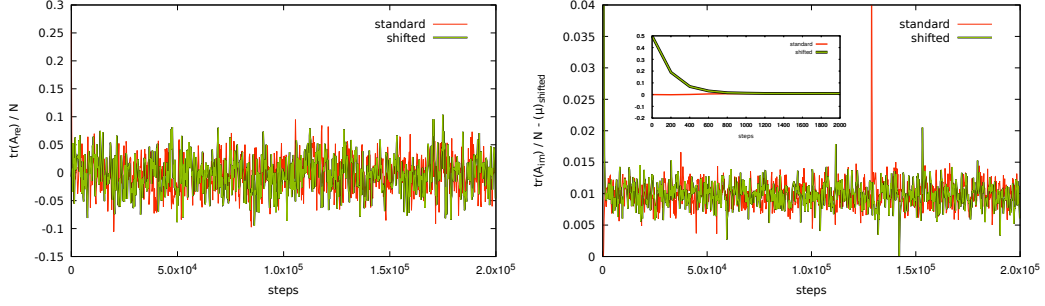 0.3
0.25
0.2
0.15
0.1
0.05
0
-0.05
-0.1
-0.15
tr(A_re) / N
standard
shifted
0
5.0x10^4
1.0x10^5
1.5x10^5
2.0x10^5
steps
0.04
0.035
0.03
0.025
0.02
0.015
0.01
0.005
0
tr(A_Im) / N - (μ)_shifted
standard
shifted
0.5
0.4
0.3
0.2
0.1
0
-0.1
-0.2
standard
shifted
0 200 400 600 800 1000 1200 1400 1600 1800 2000
steps
0
5.0x10^4
1.0x10^5
1.5x10^5
2.0x10^5
steps